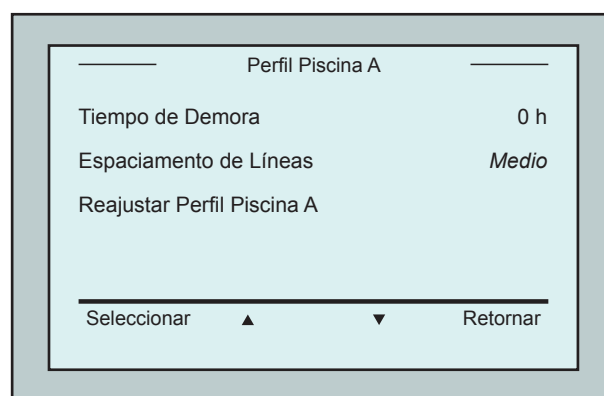 Perfil Piscina A
Tiempo de Demora 0 h
Espaciamento de Líneas Medio
Reajustar Perfil Piscina A
Seleccionar ▲ ▼ Retornar